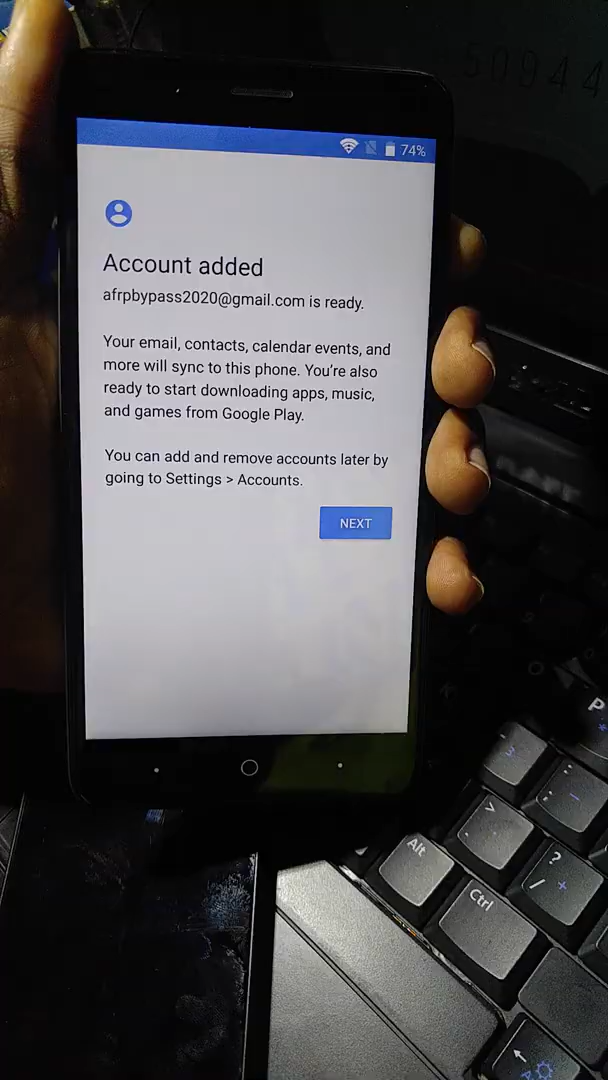 50944
74%
Account added
afrpbypass2020@gmail.com is ready.
Your email, contacts, calendar events, and
more will sync to this phone. You're also
ready to start downloading apps, music,
and games from Google Play.
You can add and remove accounts later by
going to Settings > Accounts.
NEXT
P
*
3
:
; -
>
.
?
/ +
Alt
Ctrl